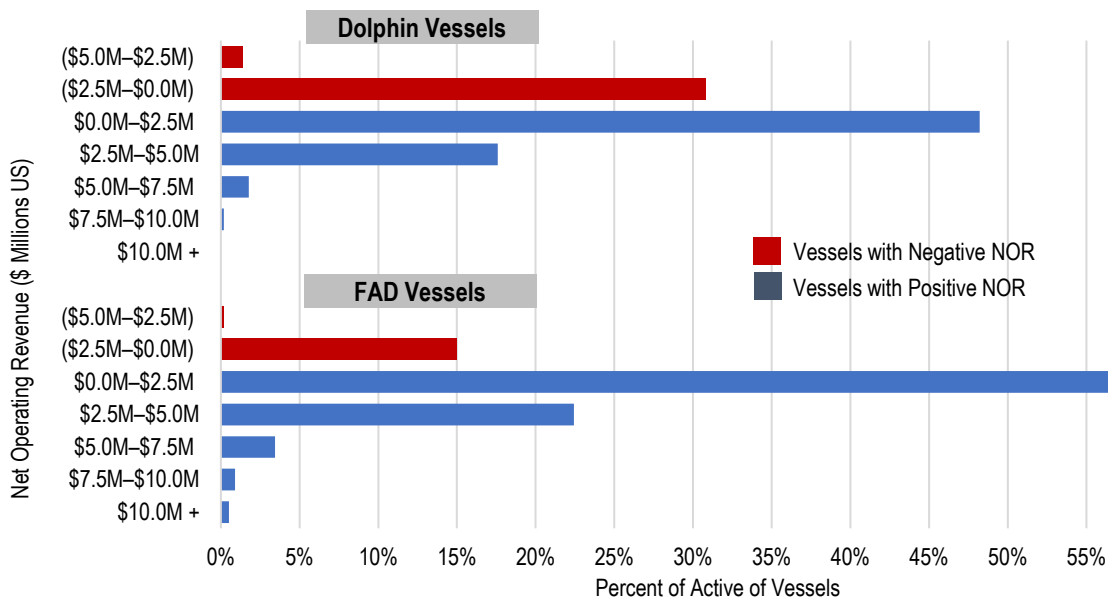 Dolphin Vessels
($5.0M–$2.5M)
($2.5M–$0.0M)
$0.0M–$2.5M
$2.5M–$5.0M
$5.0M–$7.5M
$7.5M–$10.0M
$10.0M +
Vessels with Negative NOR
Vessels with Positive NOR
FAD Vessels
($5.0M–$2.5M)
($2.5M–$0.0M)
$0.0M–$2.5M
$2.5M–$5.0M
$5.0M–$7.5M
$7.5M–$10.0M
$10.0M +
Net Operating Revenue ($ Millions US)
0% 5% 10% 15% 20% 25% 30% 35% 40% 45% 50% 55%
Percent of Active of Vessels